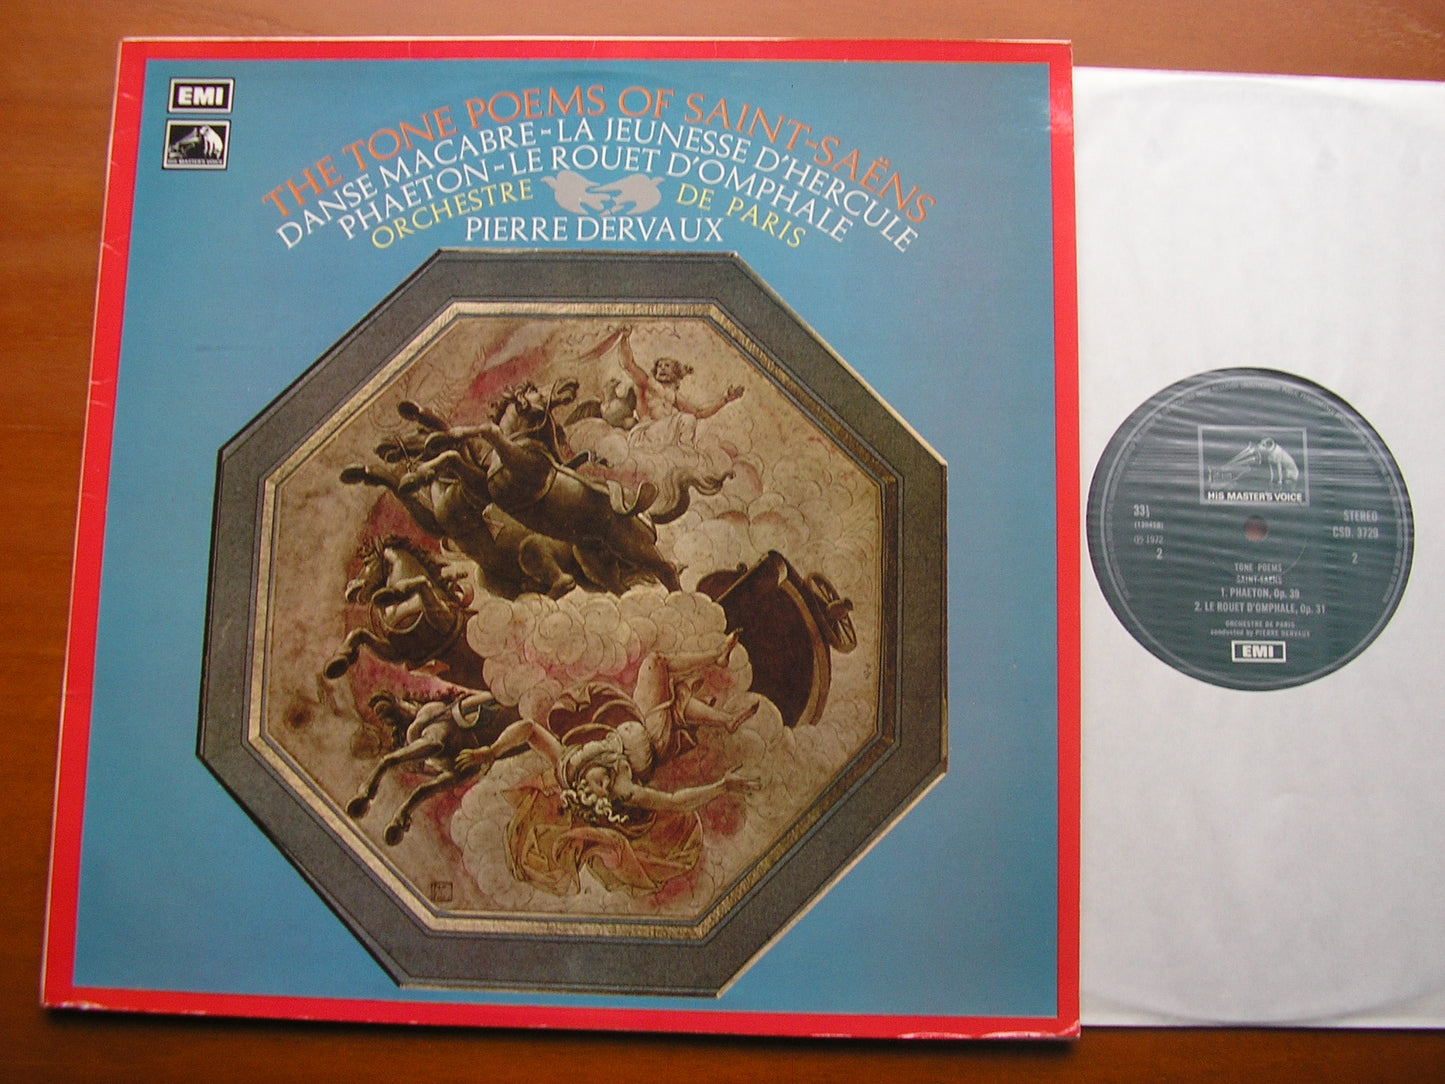 EMI
HIS MASTER'S VOICE
THE TONE POEMS OF SAINT-SAËNS
DANSE MACABRE - LA JEUNESSE D'HERCULE
PHAETON - LE ROUET D'OMPHALE
ORCHESTRE DE PARIS
PIERRE DERVAUX
HIS MASTER'S VOICE
33⅓
STEREO
CSD. 3729
℗ 1972
2
2
TONE POEMS
SAINT-SAENS
1. PHAETON, Op. 39
2. LE ROUET D'OMPHALE, Op. 31
ORCHESTRE DE PARIS
conducted by PIERRE DERVAUX
EMI